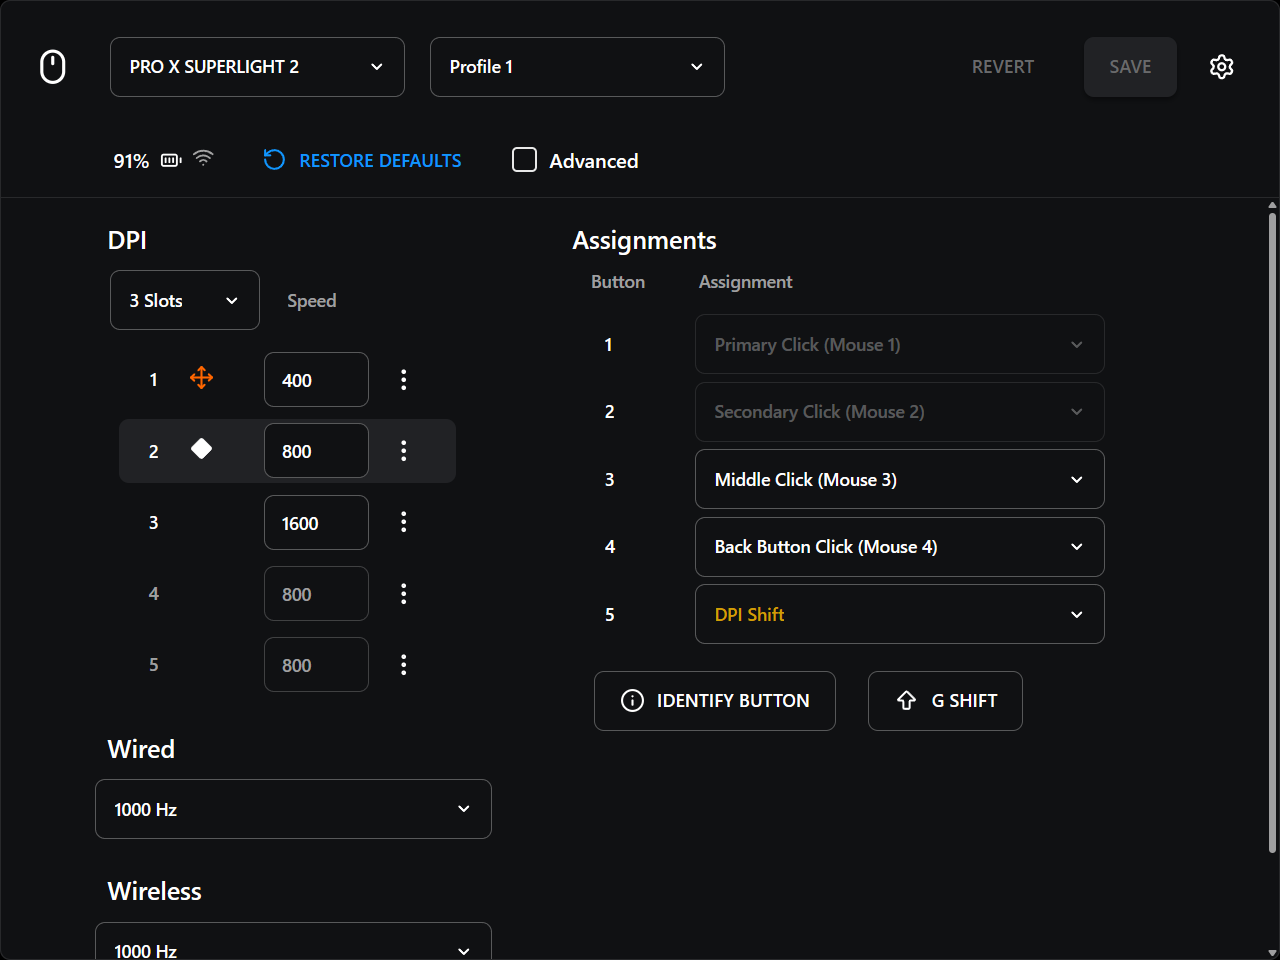 PRO X SUPERLIGHT 2
Profile 1
REVERT
SAVE
91%
RESTORE DEFAULTS
Advanced
DPI
3 Slots
Speed
1
400
2
800
3
1600
4
800
5
800
Wired
1000 Hz
Wireless
1000 Hz
Assignments
Button
Assignment
1
Primary Click (Mouse 1)
2
Secondary Click (Mouse 2)
3
Middle Click (Mouse 3)
4
Back Button Click (Mouse 4)
5
DPI Shift
IDENTIFY BUTTON
G SHIFT